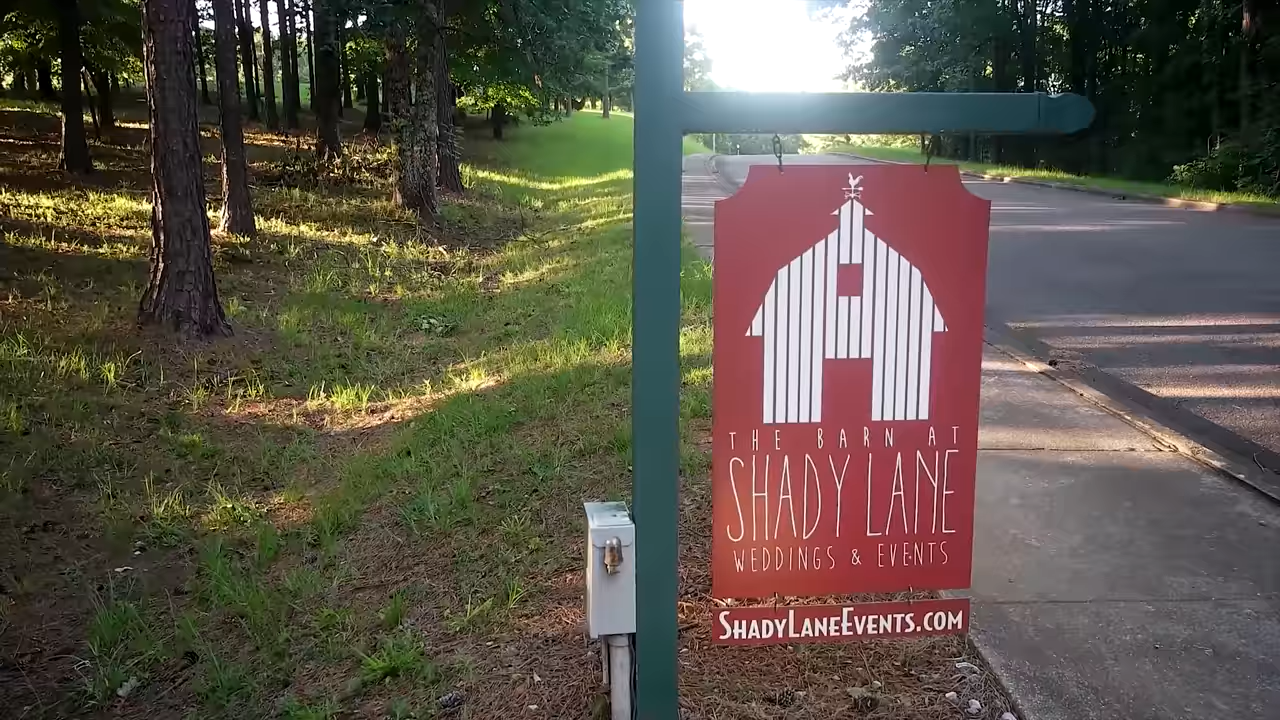 THE BARN AT
SHADY LANE
WEDDINGS & EVENTS
SHADYLANEEVENTS.COM